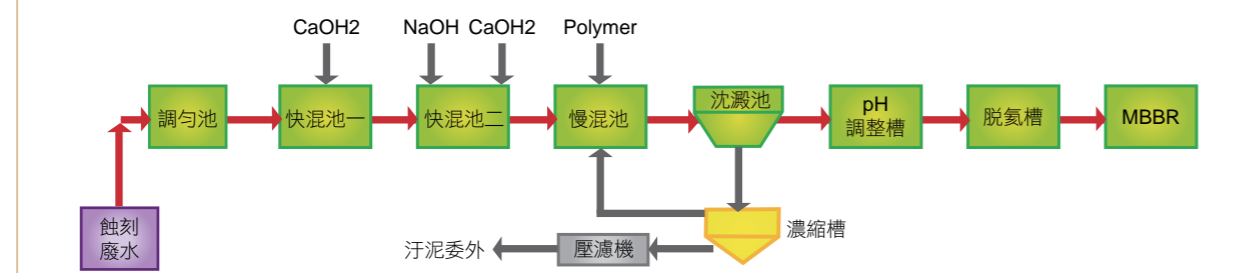 CaOH2
NaOH
CaOH2
Polymer
調勻池
快混池一
快混池二
慢混池
沈澱池
pH
調整槽
脫氨槽
MBBR
蝕刻
廢水
汙泥委外
壓濾機
濃縮槽